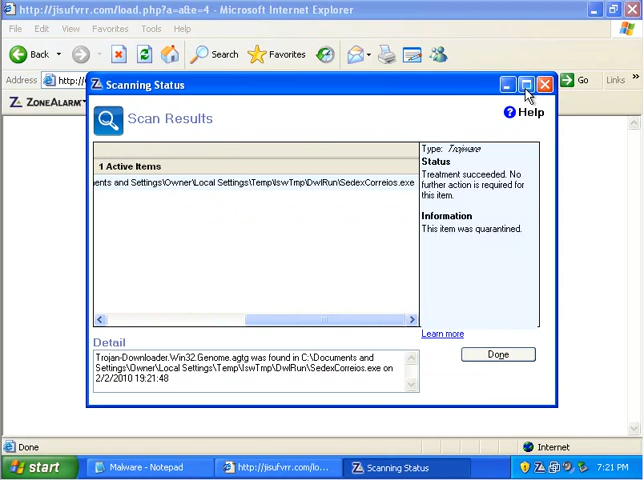 http://jisufvrr.com/load.php?a=a&e=4 - Microsoft Internet Explorer
File Edit View Favorites Tools Help
Back Search Favorites
Address http:// Go Links »
ZONEALARM
Scanning Status
Scan Results
Help
1 Active Items
ents and Settings\Owner\Local Settings\Temp\IswTmp\DwlRun\SedexCorreios.exe
Type: Trojware
Status
Treatment succeeded. No
further action is required for
this item.
Information
This item was quarantined.
Learn more
Detail
Trojan-Downloader.Win32.Genome.agtg was found in C:\Documents and
Settings\Owner\Local Settings\Temp\IswTmp\DwlRun\SedexCorreios.exe on
2/2/2010 19:21:48
Done
Done Internet
start Malware - Notepad http://jisufvrr.com/lo... Scanning Status 7:21 PM